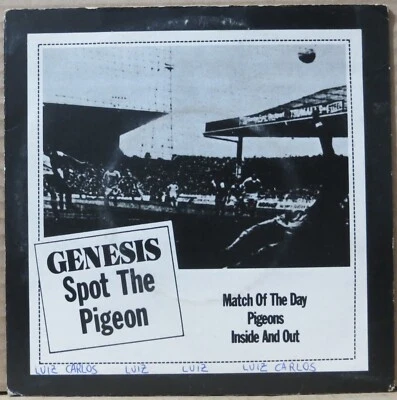 GENESIS
Spot The
Pigeon
Match Of The Day
Pigeons
Inside And Out
LUIZ CARLOS LUIZ LUIZ LUIZ CARLOS